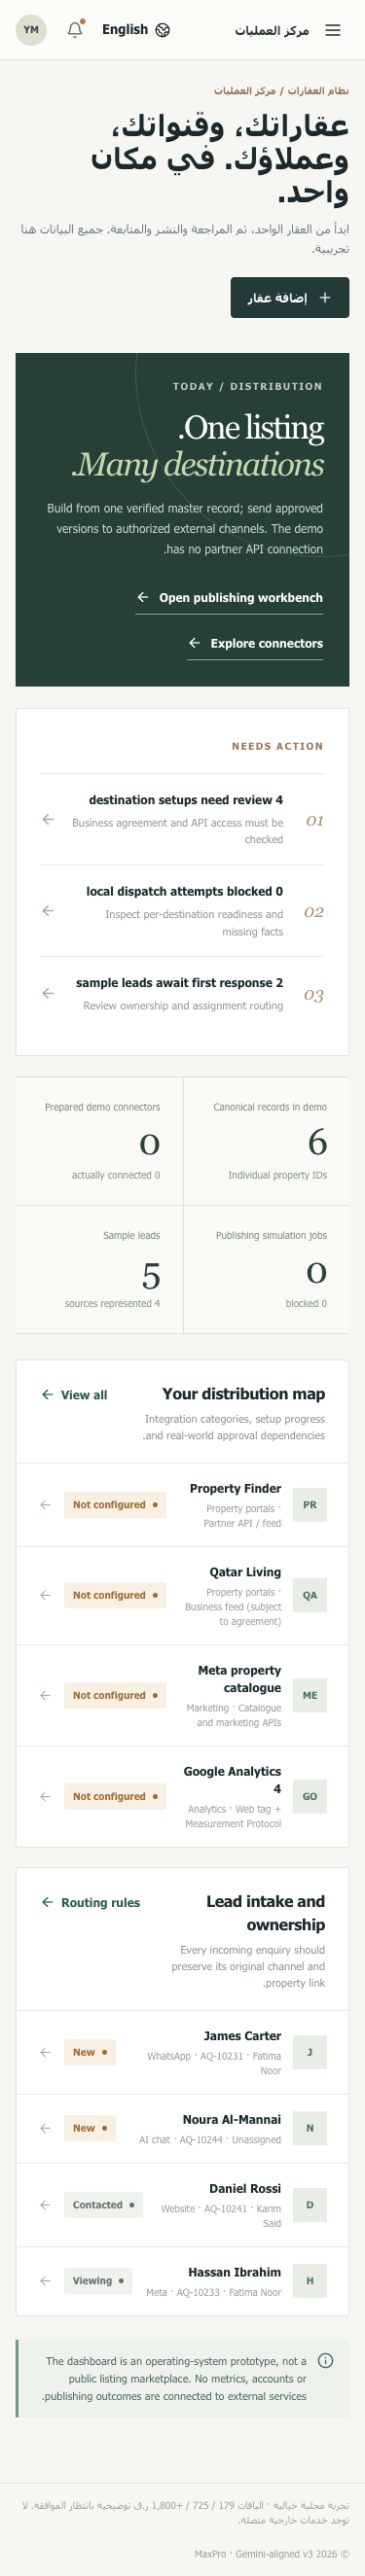 مركز العمليات
English
YM
نظام العقارات / مركز العمليات
عقاراتك، وقنواتك،
وعملاؤك. في مكان
واحد.
ابدأ من العقار الواحد، ثم المراجعة والنشر والمتابعة. جميع البيانات هنا
تجريبية.
إضافة عقار
TODAY / DISTRIBUTION
One listing.
Many destinations.
Build from one verified master record; send approved
versions to authorized external channels. The demo
has no partner API connection.
Open publishing workbench
Explore connectors
NEEDS ACTION
01
4 destination setups need review
Business agreement and API access must be
checked
02
0 local dispatch attempts blocked
Inspect per-destination readiness and
missing facts
03
2 sample leads await first response
Review ownership and assignment routing
Canonical records in demo
6
Individual property IDs
Prepared demo connectors
0
0 actually connected
Publishing simulation jobs
0
0 blocked
Sample leads
5
4 sources represented
Your distribution map
Integration categories, setup progress
and real-world approval dependencies.
View all
PR
Property Finder
Property portals ·
Partner API / feed
Not configured
QA
Qatar Living
Property portals ·
Business feed (subject
to agreement)
Not configured
ME
Meta property
catalogue
Marketing · Catalogue
and marketing APIs
Not configured
GO
Google Analytics
4
Analytics · Web tag +
Measurement Protocol
Not configured
Lead intake and
ownership
Every incoming enquiry should
preserve its original channel and
property link.
Routing rules
J
James Carter
WhatsApp · AQ-10231 · Fatima
Noor
New
N
Noura Al-Mannai
AI chat · AQ-10244 · Unassigned
New
D
Daniel Rossi
Website · AQ-10241 · Karim
Said
Contacted
H
Hassan Ibrahim
Meta · AQ-10233 · Fatima Noor
Viewing
The dashboard is an operating-system prototype, not a
public listing marketplace. No metrics, accounts or
publishing outcomes are connected to external services.
تجربة محلية خيالية · الباقات 179 / 725 / +1,800 ر.ق توضيحية بانتظار الموافقة. لا
توجد خدمات خارجية متصلة.
© 2026 MaxPro · Gemini-aligned v3